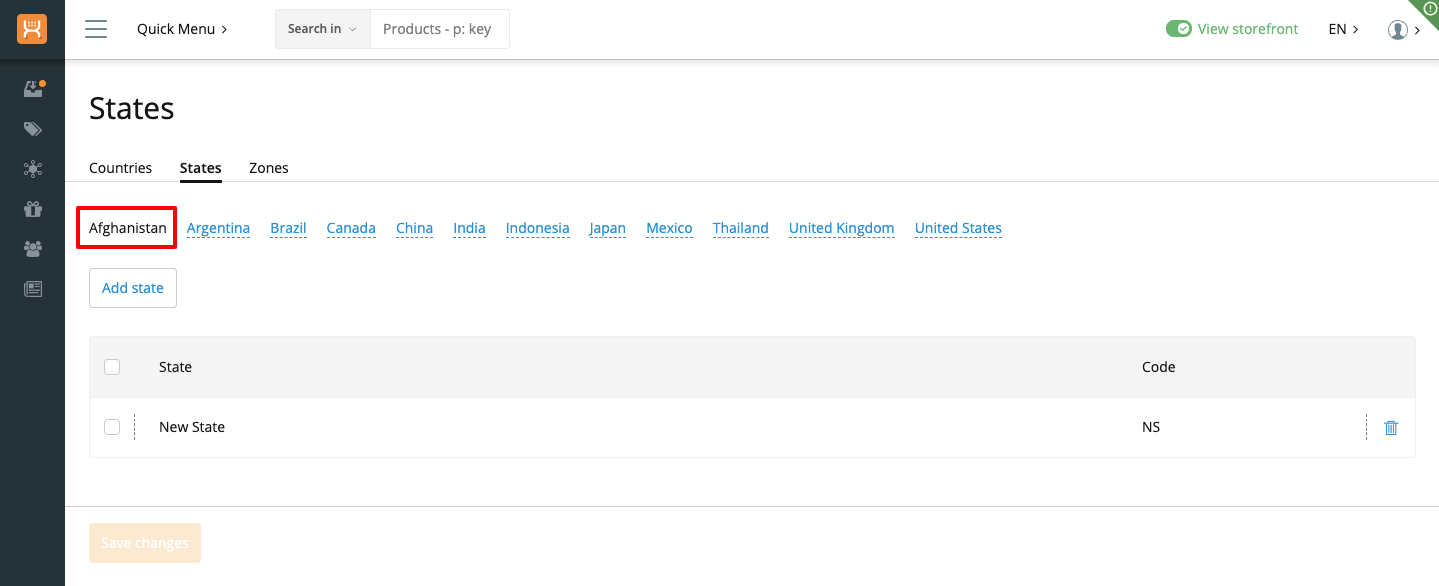 Quick Menu
Search in
Products - p: key
View storefront
EN
States
Countries States Zones
Afghanistan Argentina Brazil Canada China India Indonesia Japan Mexico Thailand United Kingdom United States
Add state
State Code
New State NS
Save changes